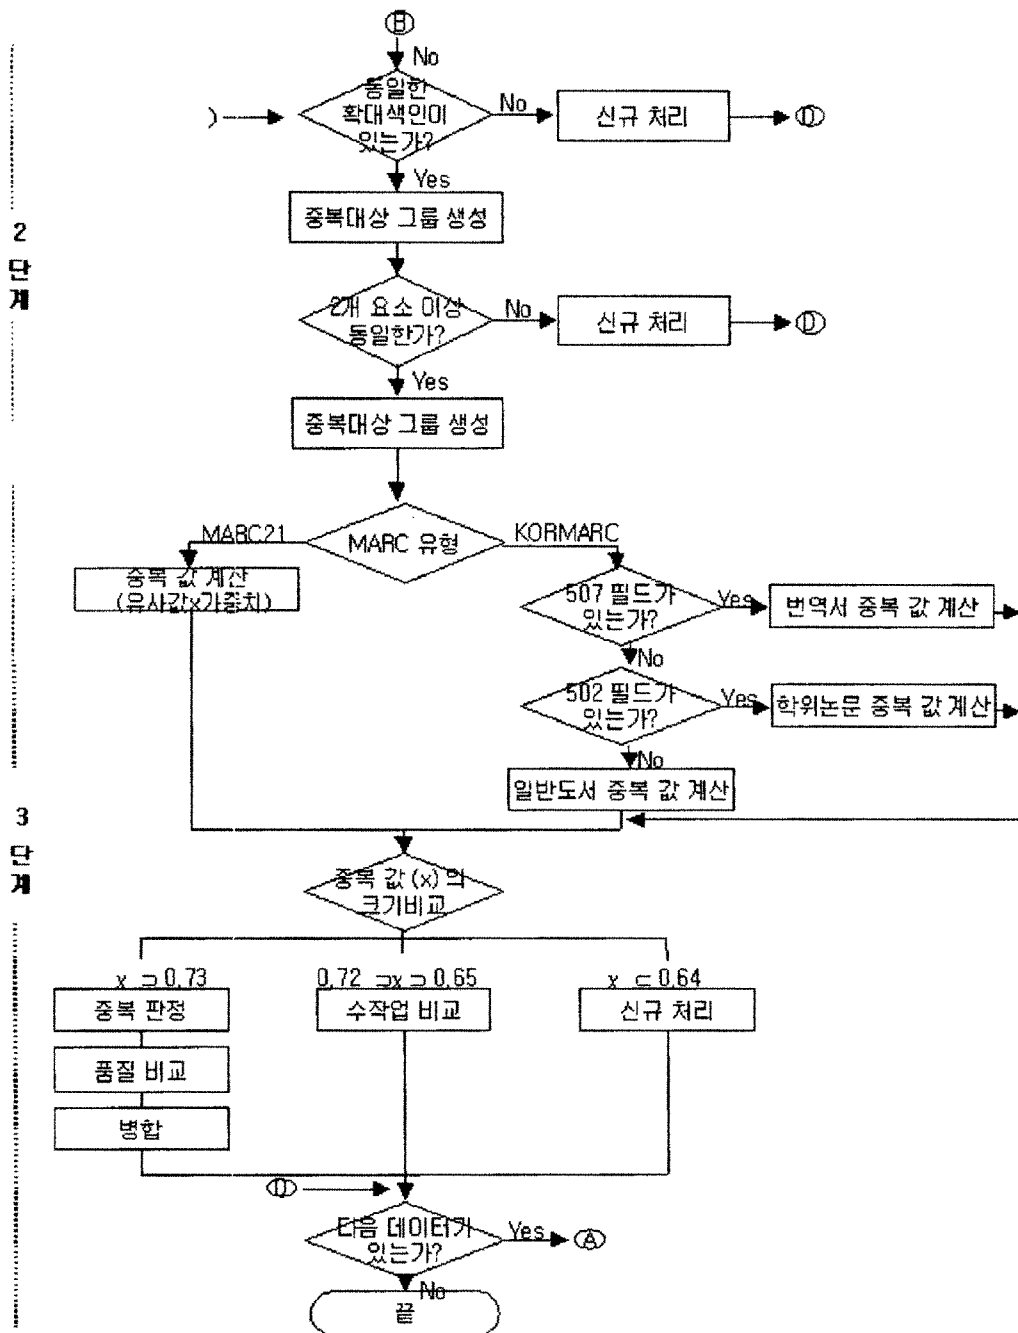 B
No
동일한
확대색인이
있는가?
No
신규 처리
D
Yes
중복대상 그룹 생성
2개 요소 이상
동일한가?
No
신규 처리
D
Yes
중복대상 그룹 생성
2
단
계
MARC 유형
MARC21
KORMARC
중복 값 계산
(유사값x가중치)
507 필드가
있는가?
Yes
번역서 중복 값 계산
No
502 필드가
있는가?
Yes
학위논문 중복 값 계산
No
일반도서 중복 값 계산
3
단
계
중복 값 (x) 의
크기비교
x ⊃ 0,73
0,72 ⊃x ⊃ 0,65
x ⊂ 0,64
중복 판정
수작업 비교
신규 처리
품질 비교
병합
D
다음 데이터가
있는가?
Yes
A
No
끝